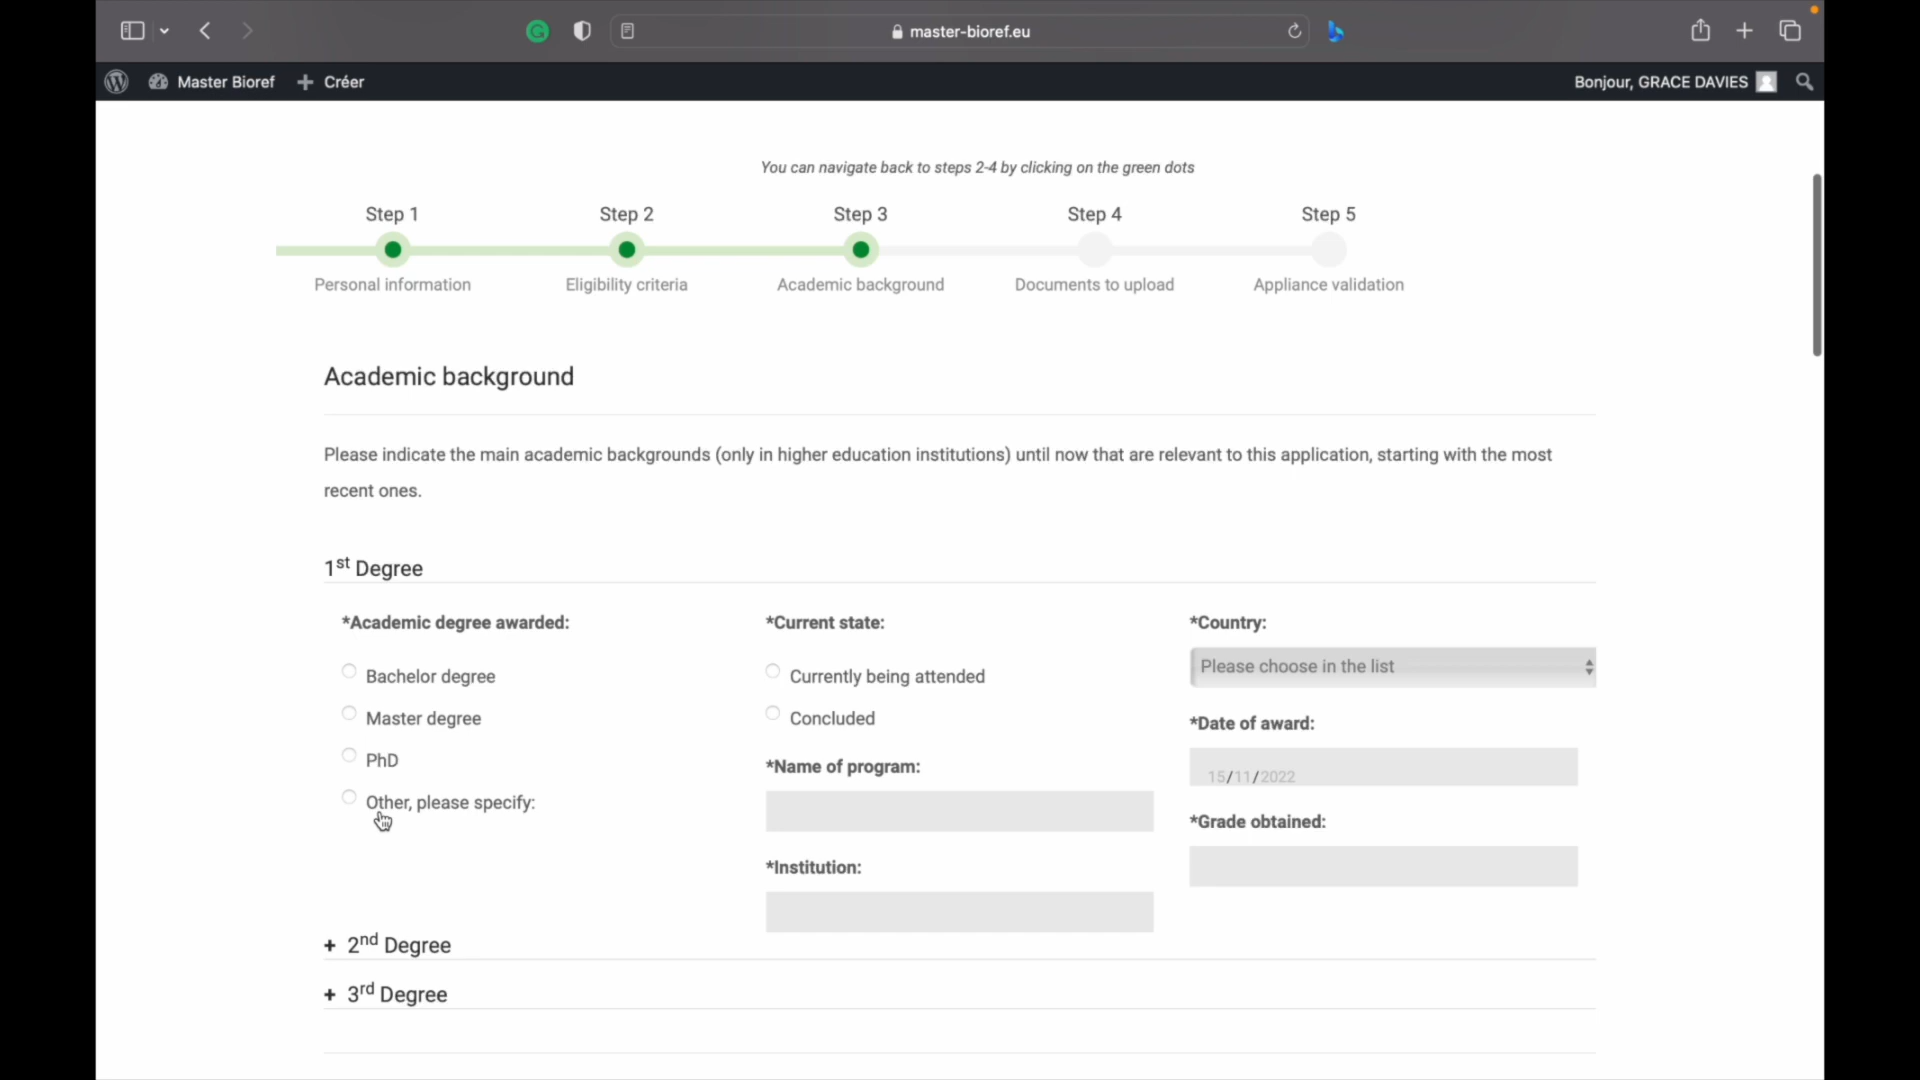 master-bioref.eu
Master Bioref
Créer
Bonjour, GRACE DAVIES
You can navigate back to steps 2-4 by clicking on the green dots
Step 1
Step 2
Step 3
Step 4
Step 5
Personal information
Eligibility criteria
Academic background
Documents to upload
Appliance validation
Academic background
Please indicate the main academic backgrounds (only in higher education institutions) until now that are relevant to this application, starting with the most
recent ones.
1st Degree
*Academic degree awarded:
Bachelor degree
Master degree
PhD
Other, please specify:
*Current state:
Currently being attended
Concluded
*Name of program:
*Institution:
*Country:
Please choose in the list
*Date of award:
15/11/2022
*Grade obtained:
+ 2nd Degree
+ 3rd Degree